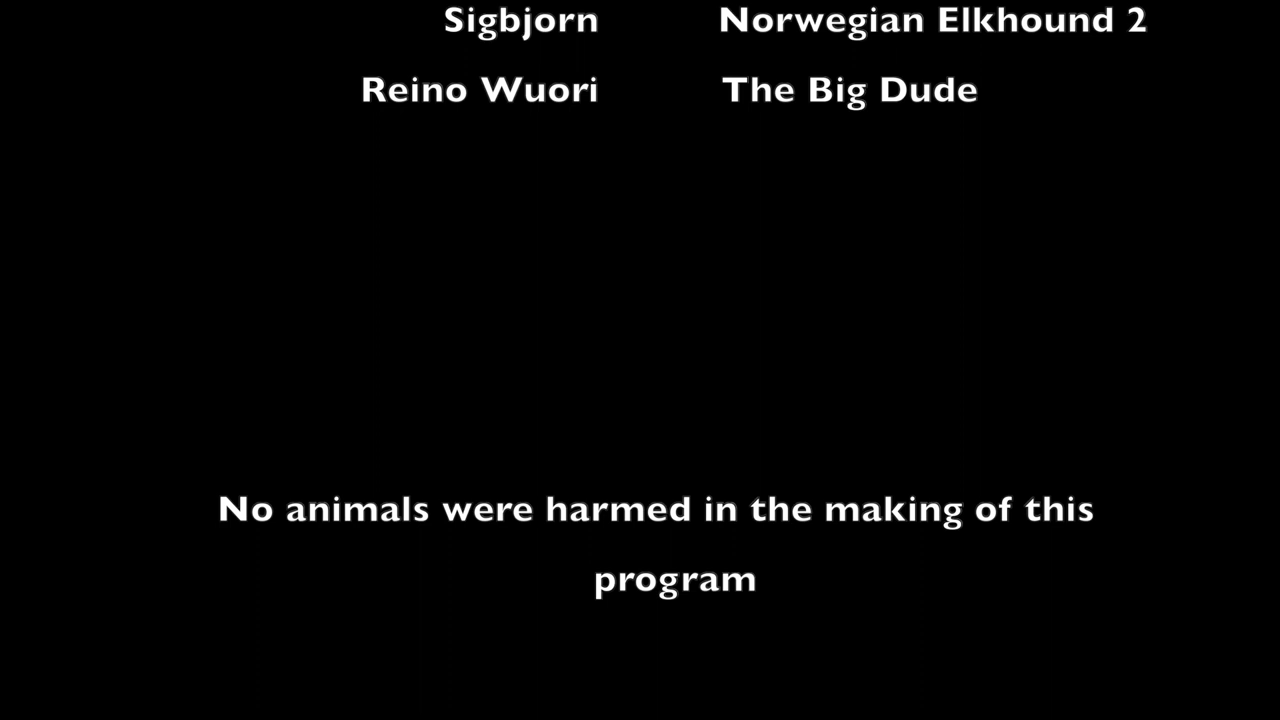 Sigbjorn Norwegian Elkhound 2
Reino Wuori The Big Dude
No animals were harmed in the making of this
program